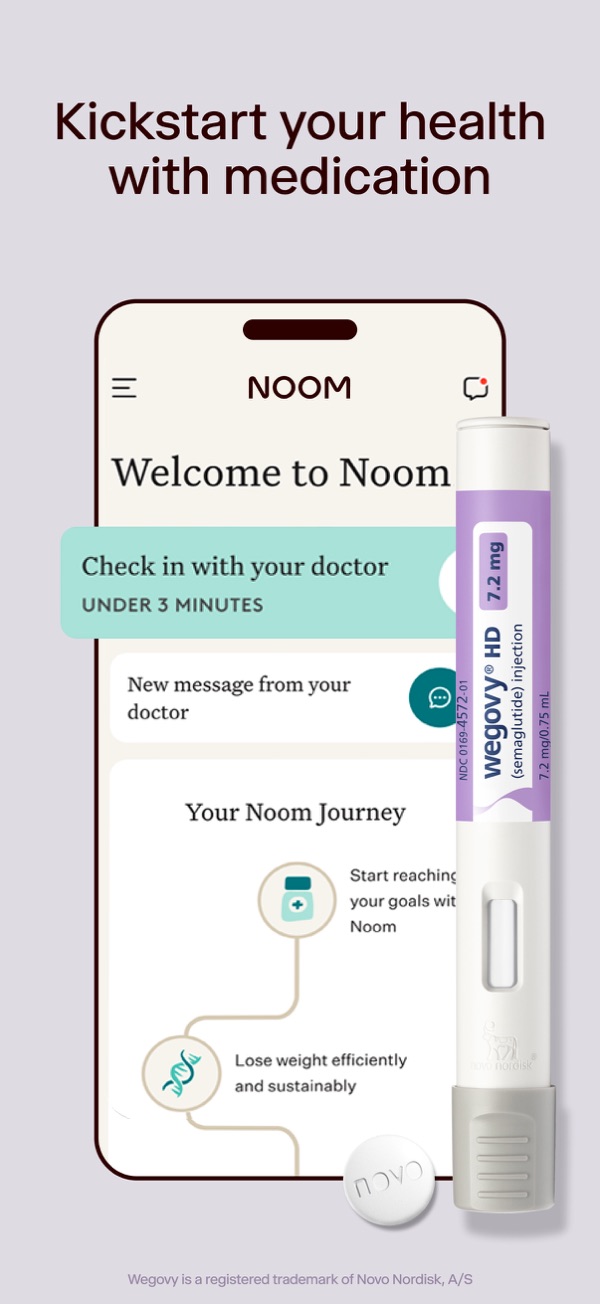 Kickstart your health
with medication
NOOM
Welcome to Noom
Check in with your doctor
UNDER 3 MINUTES
New message from your
doctor
Your Noom Journey
Start reaching
your goals wit
Noom
Lose weight efficiently
and sustainably
NDC 0169-4572-01
wegovy® HD 7.2 mg
(semaglutide) injection
7.2 mg/0.75 mL
novo nordisk®
novo
Wegovy is a registered trademark of Novo Nordisk, A/S